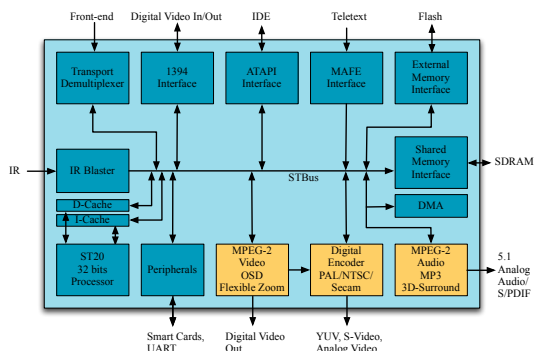 Front-end
Digital Video In/Out
IDE
Teletext
Flash
Transport
Demultiplexer
1394
Interface
ATAPI
Interface
MAFE
Interface
External
Memory
Interface
IR
IR Blaster
STBus
Shared
Memory
Interface
SDRAM
D-Cache
I-Cache
DMA
ST20
32 bits
Processor
Peripherals
MPEG-2
Video
OSD
Flexible Zoom
Digital
Encoder
PAL/NTSC/
Secam
MPEG-2
Audio
MP3
3D-Surround
5.1
Analog
Audio/
S/PDIF
Smart Cards,
UART
Digital Video
Out
YUV, S-Video,
Analog Video